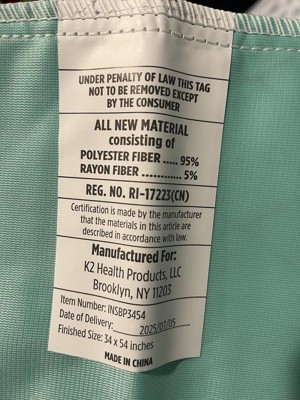 UNDER PENALTY OF LAW THIS TAG
NOT TO BE REMOVED EXCEPT
BY THE CONSUMER
ALL NEW MATERIAL
consisting of
POLYESTER FIBER ..... 95%
RAYON FIBER ............. 5%
REG. NO. RI-17223(CN)
Certification is made by the manufacturer
that the materials in this article are
described in accordance with law.
Manufactured For:
K2 Health Products, LLC
Brooklyn, NY 11203
Item Number: INSBP3454
Date of Delivery: 2025/07/05
Finished Size: 34 x 54 inches
MADE IN CHINA